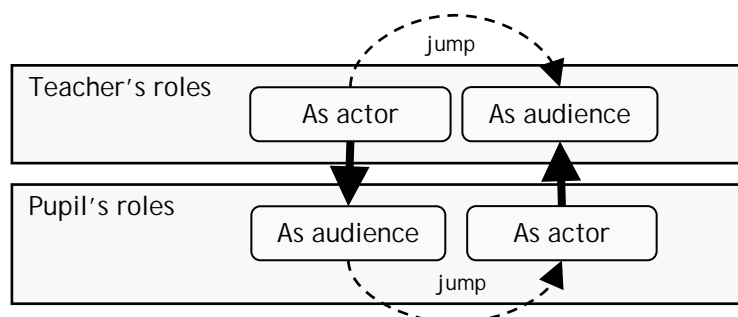 jump
Teacher's roles
As actor
As audience
Pupil's roles
As audience
As actor
jump